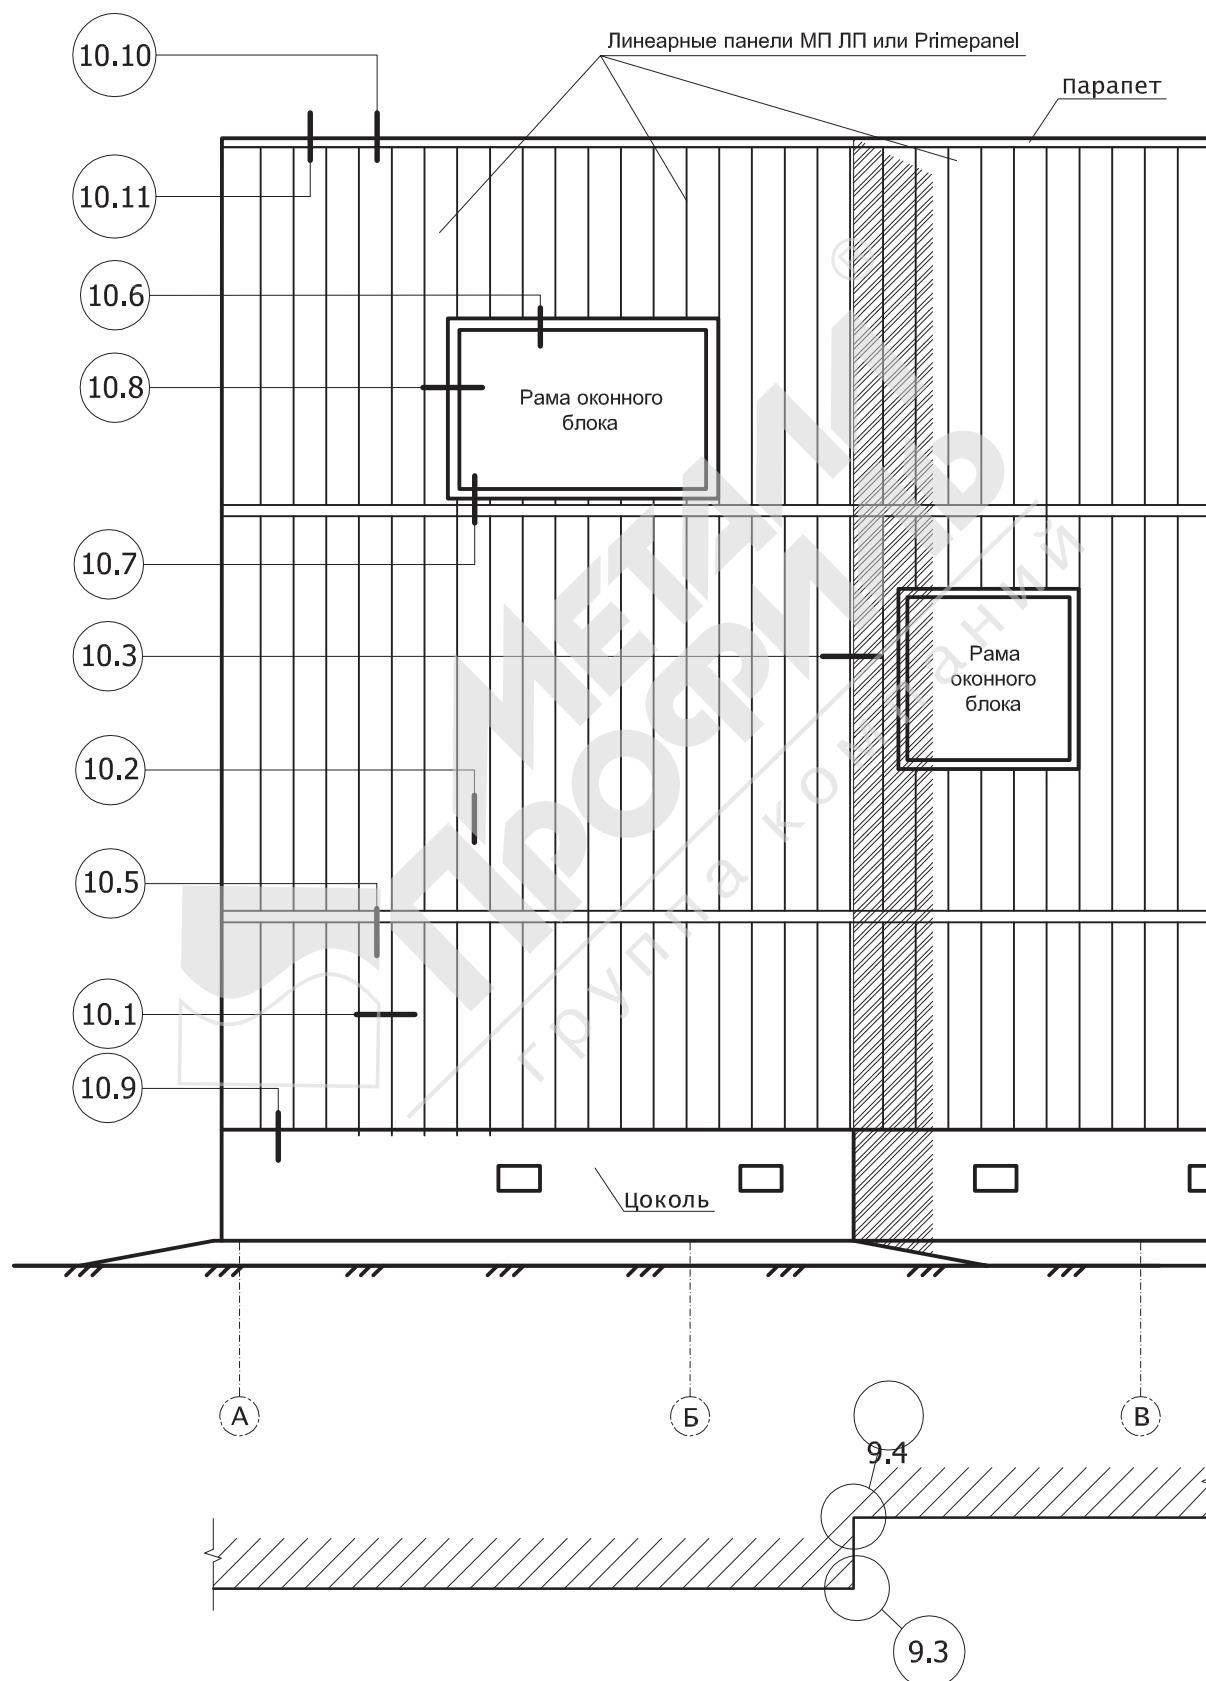 10.10
Линеарные панели МП ЛП или Primepanel
Парапет
10.11
10.6
10.8
Рама оконного
блока
10.7
10.3
Рама
оконного
блока
10.2
10.5
10.1
10.9
Цоколь
А
Б
В
9.4
9.3
МЕТАЛЛ
ПРОФИЛЬ
®
группа компаний